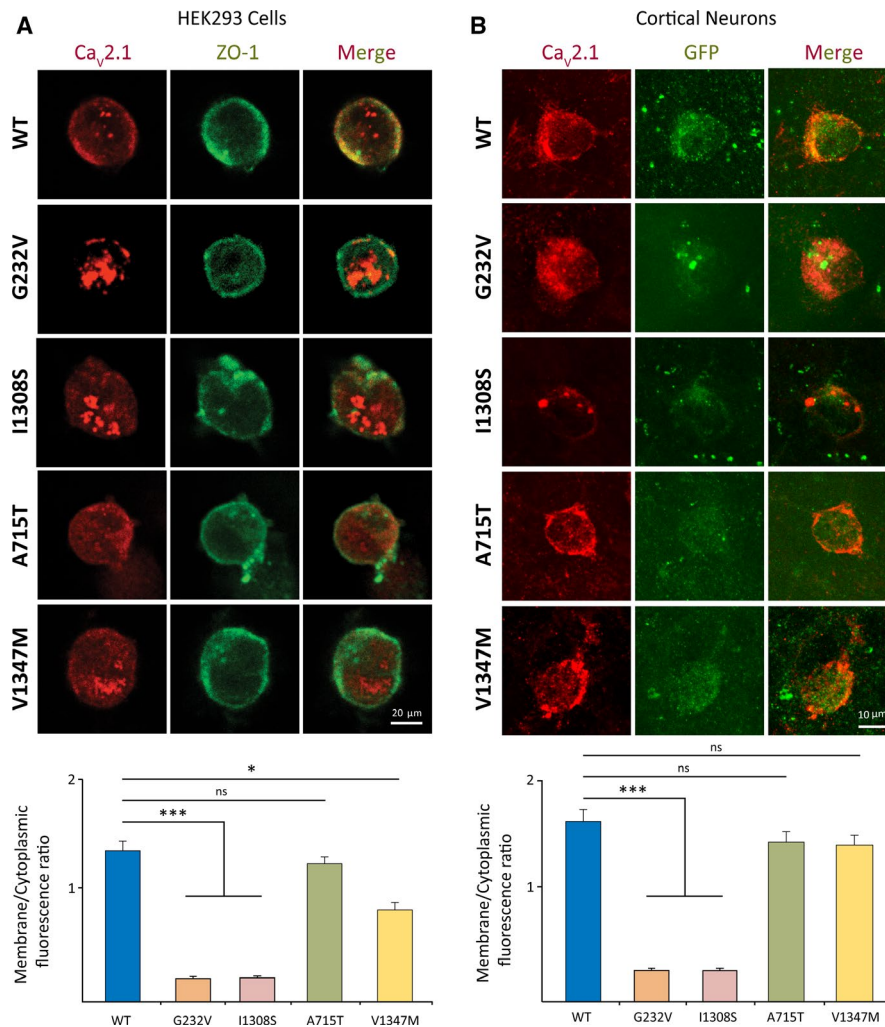 A
HEK293 Cells
CaV2.1
ZO-1
Merge
WT
G232V
I1308S
A715T
V1347M
20 μm
Membrane/Cytoplasmic
fluorescence ratio
2
1
*
ns
***
WT
G232V
I1308S
A715T
V1347M
B
Cortical Neurons
CaV2.1
GFP
Merge
WT
G232V
I1308S
A715T
V1347M
10 μm
Membrane/Cytoplasmic
fluorescence ratio
2
1
ns
ns
***
WT
G232V
I1308S
A715T
V1347M